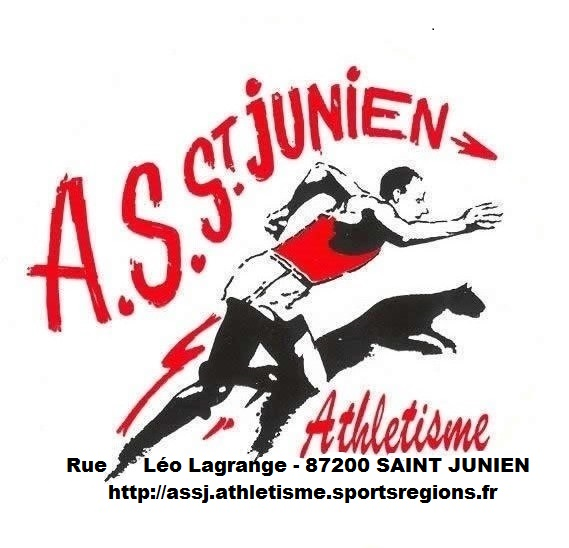 A.S.ST.JUNIEN
Athletisme
Rue Léo Lagrange - 87200 SAINT JUNIEN
http://assj.athletisme.sportsregions.fr